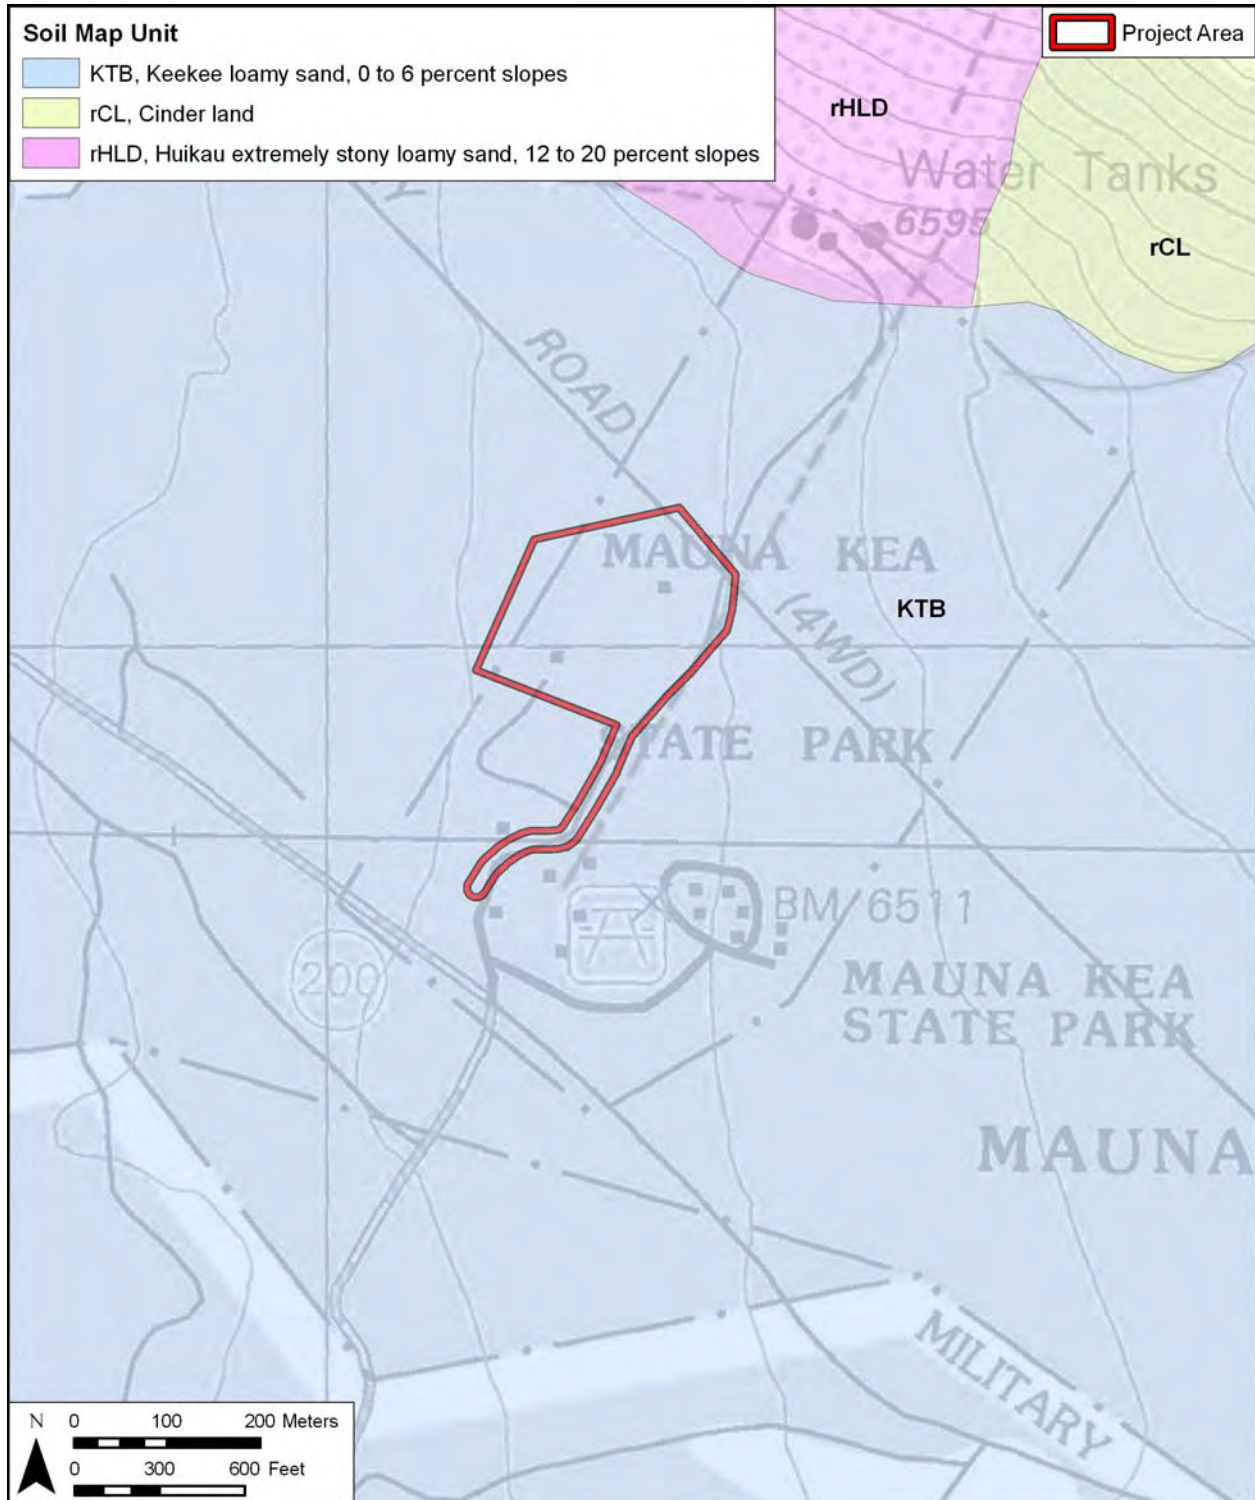 Soil Map Unit
KTB, Keekee loamy sand, 0 to 6 percent slopes
rCL, Cinder land
rHLD, Huikau extremely stony loamy sand, 12 to 20 percent slopes
Project Area
rHLD
Water Tanks
6595
rCL
ROAD
MAUNA KEA
KTB
(4WD)
STATE PARK
BM 6511
200
MAUNA KEA
STATE PARK
MAUNA
MILITARY
N 0 100 200 Meters
0 300 600 Feet